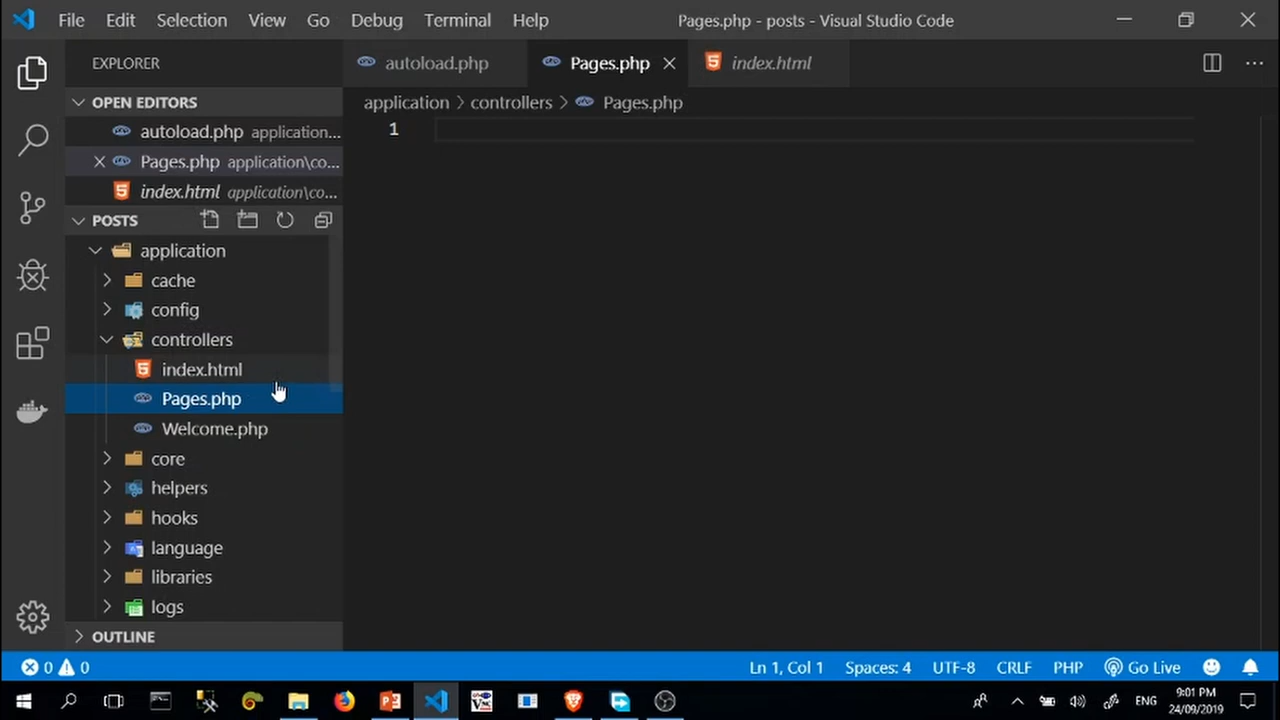 File Edit Selection View Go Debug Terminal Help Pages.php - posts - Visual Studio Code
EXPLORER
autoload.php Pages.php index.html
OPEN EDITORS
application controllers Pages.php
autoload.php application...
1
Pages.php application\co...
index.html application\co...
POSTS
application
cache
config
controllers
index.html
Pages.php
Welcome.php
core
helpers
hooks
language
libraries
logs
OUTLINE
0 0 Ln 1, Col 1 Spaces: 4 UTF-8 CRLF PHP Go Live
ENG 9:01 PM
24/09/2019